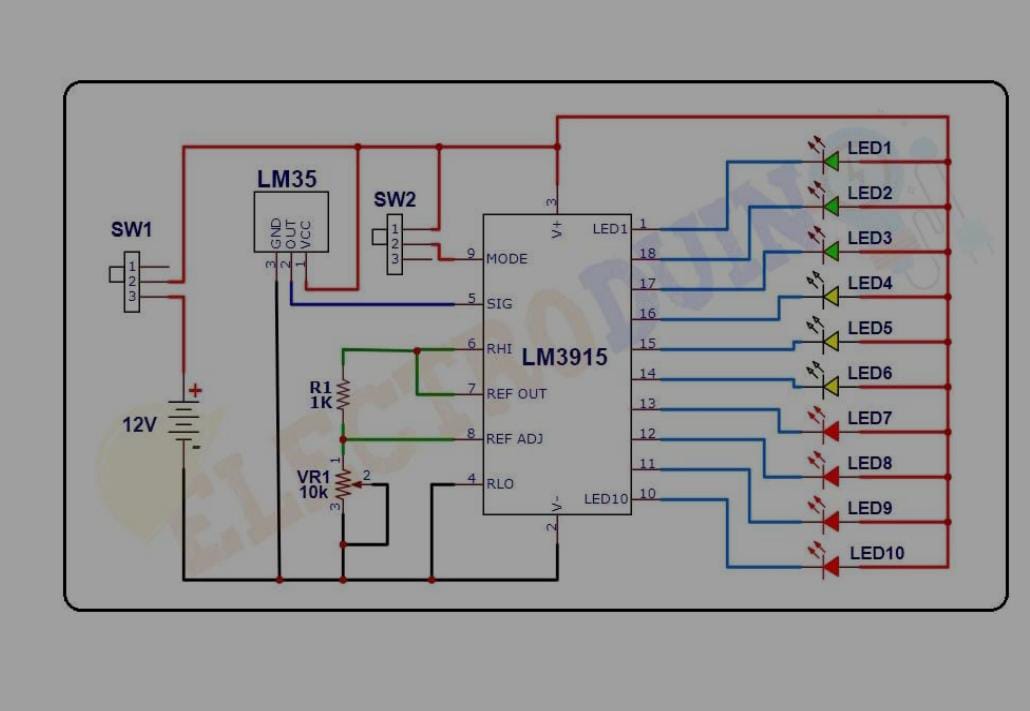 LED1
LM35
LED2
SW2
SW1
3
V+
LED1
1
GND
OUT
VCC
1
2
3
LED3
1
2
3
3
2
1
9
MODE
18
LED4
17
5
SIG
16
LED5
6
RHI
LM3915
15
LED6
R1
1K
7
REF OUT
14
+
12V
-
13
LED7
8
REF ADJ
12
LED8
1
VR1
10k
2
3
4
RLO
11
V-
LED10
10
LED9
2
LED10
ELECTRODUINO